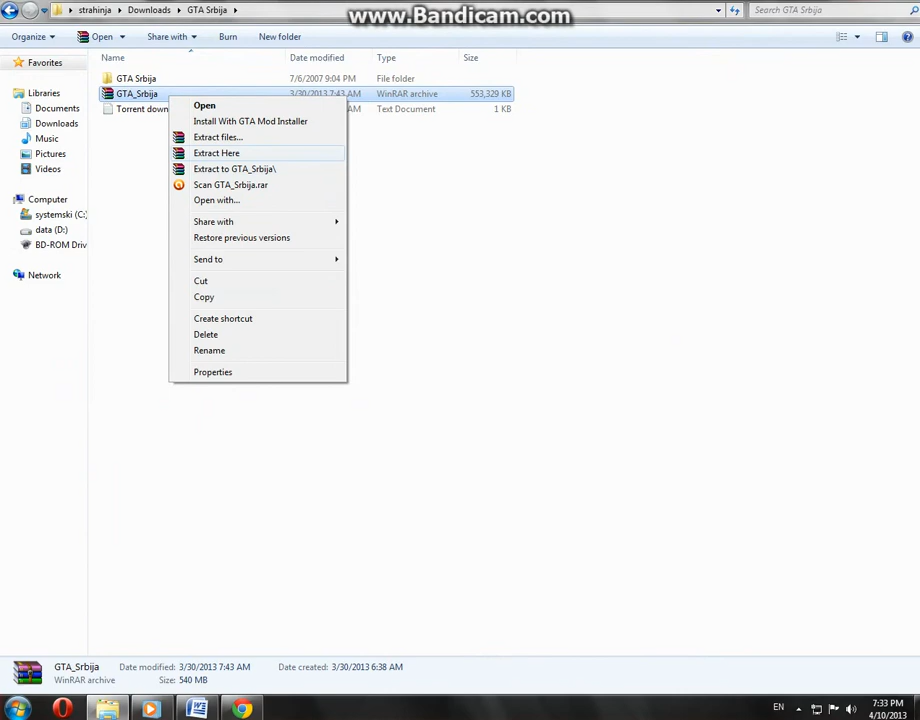 strahinja ▸ Downloads ▸ GTA Srbija ▸
www.Bandicam.com
Search GTA Srbija
Organize
Open
Share with
Burn
New folder
Favorites
Libraries
Documents
Downloads
Music
Pictures
Videos
Computer
systemski (C:)
data (D:)
BD-ROM Driv
Network
Name
Date modified
Type
Size
GTA Srbija
7/6/2007 9:04 PM
File folder
GTA_Srbija
3/30/2013 7:43 AM
WinRAR archive
553,329 KB
Torrent down
Text Document
1 KB
Open
Install With GTA Mod Installer
Extract files...
Extract Here
Extract to GTA_Srbija\
Scan GTA_Srbija.rar
Open with...
Share with
Restore previous versions
Send to
Cut
Copy
Create shortcut
Delete
Rename
Properties
GTA_Srbija
Date modified: 3/30/2013 7:43 AM
Date created: 3/30/2013 6:38 AM
WinRAR archive
Size: 540 MB
EN
7:33 PM
4/10/2013